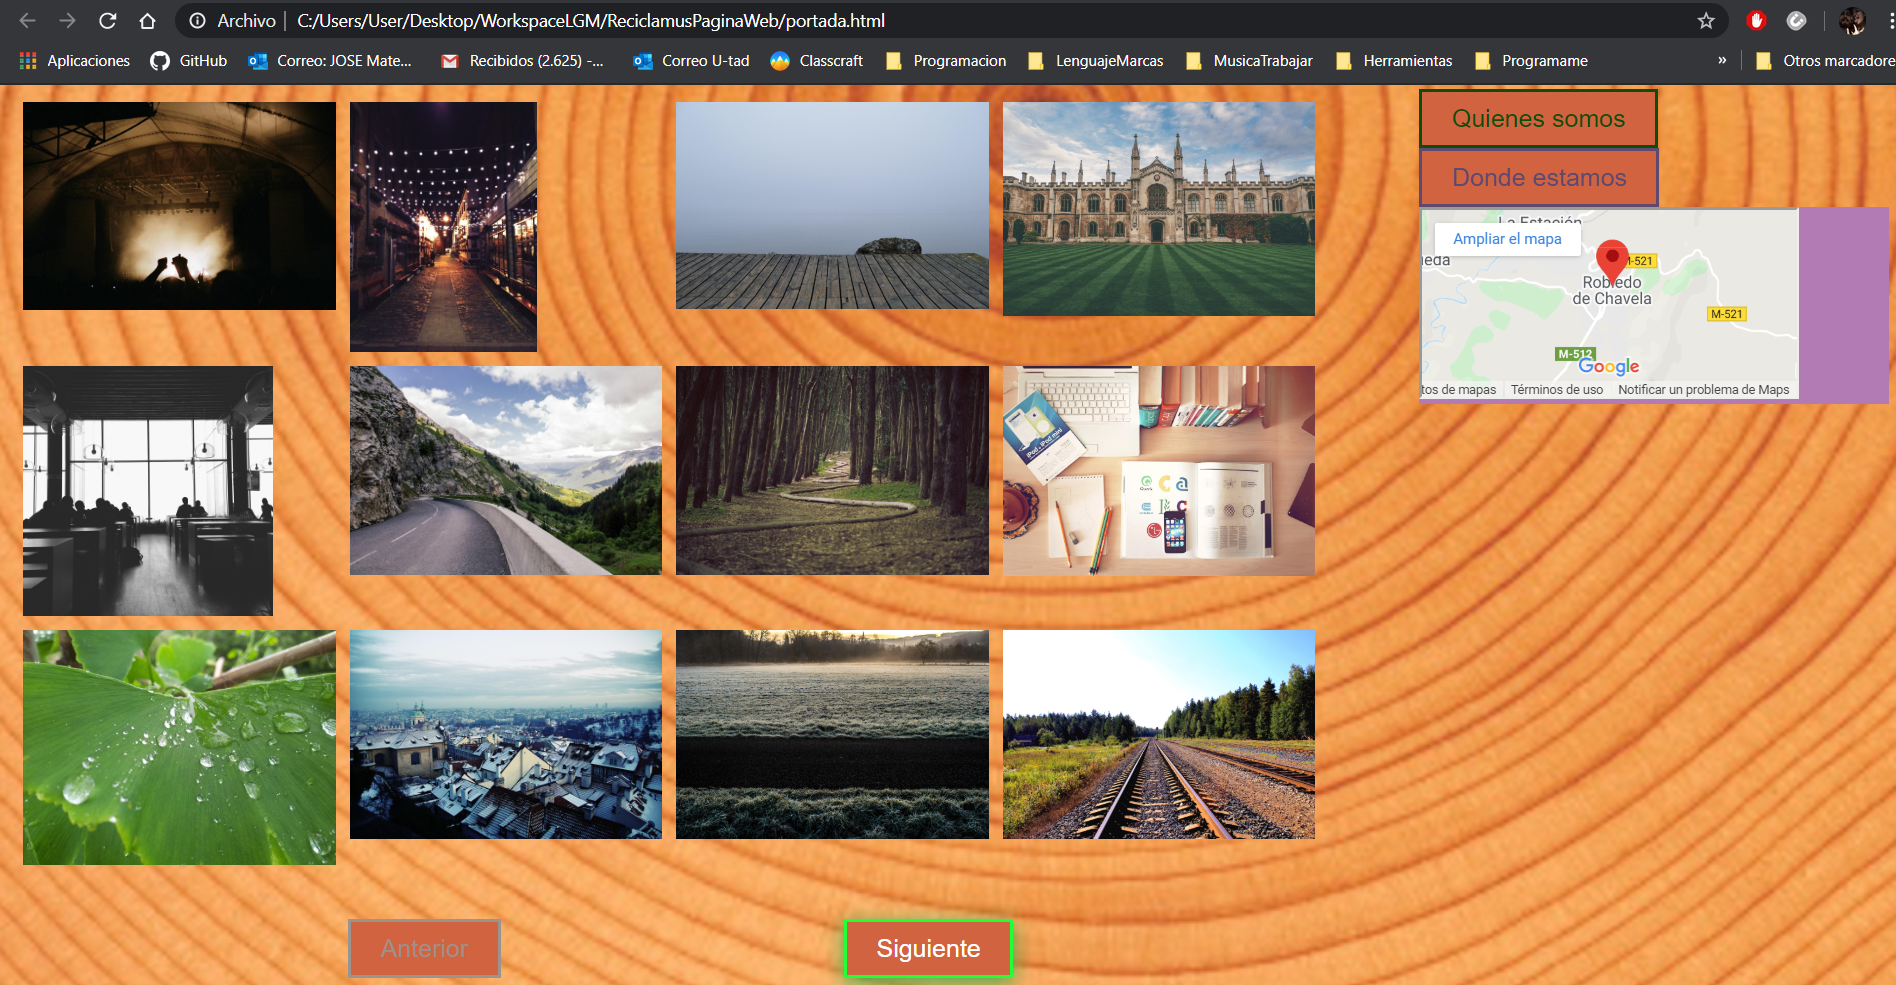 Archivo C:/Users/User/Desktop/WorkspaceLGM/ReciclamusPaginaWeb/portada.html
Aplicaciones GitHub Correo: JOSE Mate... Recibidos (2.625) -... Correo U-tad Classcraft Programacion LenguajeMarcas MusicaTrabajar Herramientas Programame » Otros marcadore
Quienes somos
Donde estamos
La Estación
Ampliar el mapa
ieda
M-521
Robledo
de Chavela
M-521
M-512
Google
tos de mapas Términos de uso Notificar un problema de Maps
Anterior Siguiente